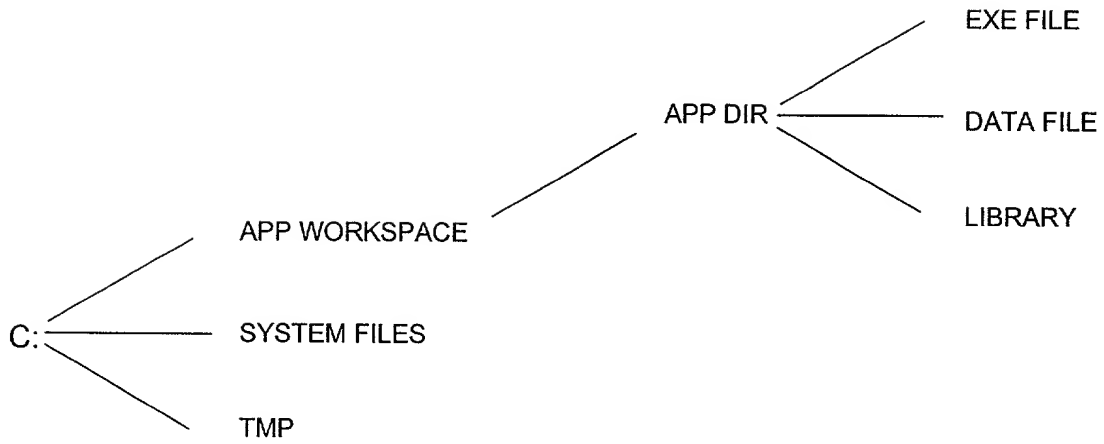 EXE FILE
APP DIR
DATA FILE
LIBRARY
APP WORKSPACE
C:
SYSTEM FILES
TMP